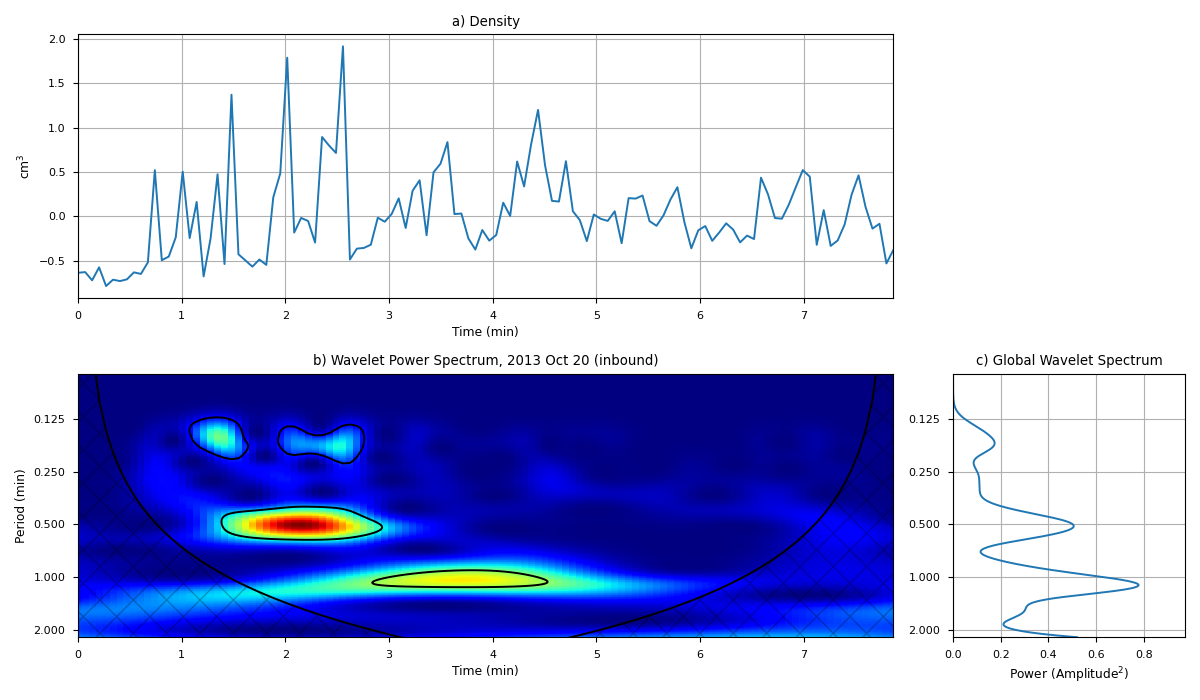 a) Density
2.0
1.5
1.0
0.5
0.0
−0.5
cm³
0 1 2 3 4 5 6 7
Time (min)
b) Wavelet Power Spectrum, 2013 Oct 20 (inbound)
0.125
0.250
0.500
1.000
2.000
Period (min)
0 1 2 3 4 5 6 7
Time (min)
c) Global Wavelet Spectrum
0.125
0.250
0.500
1.000
2.000
0.0 0.2 0.4 0.6 0.8
Power (Amplitude²)